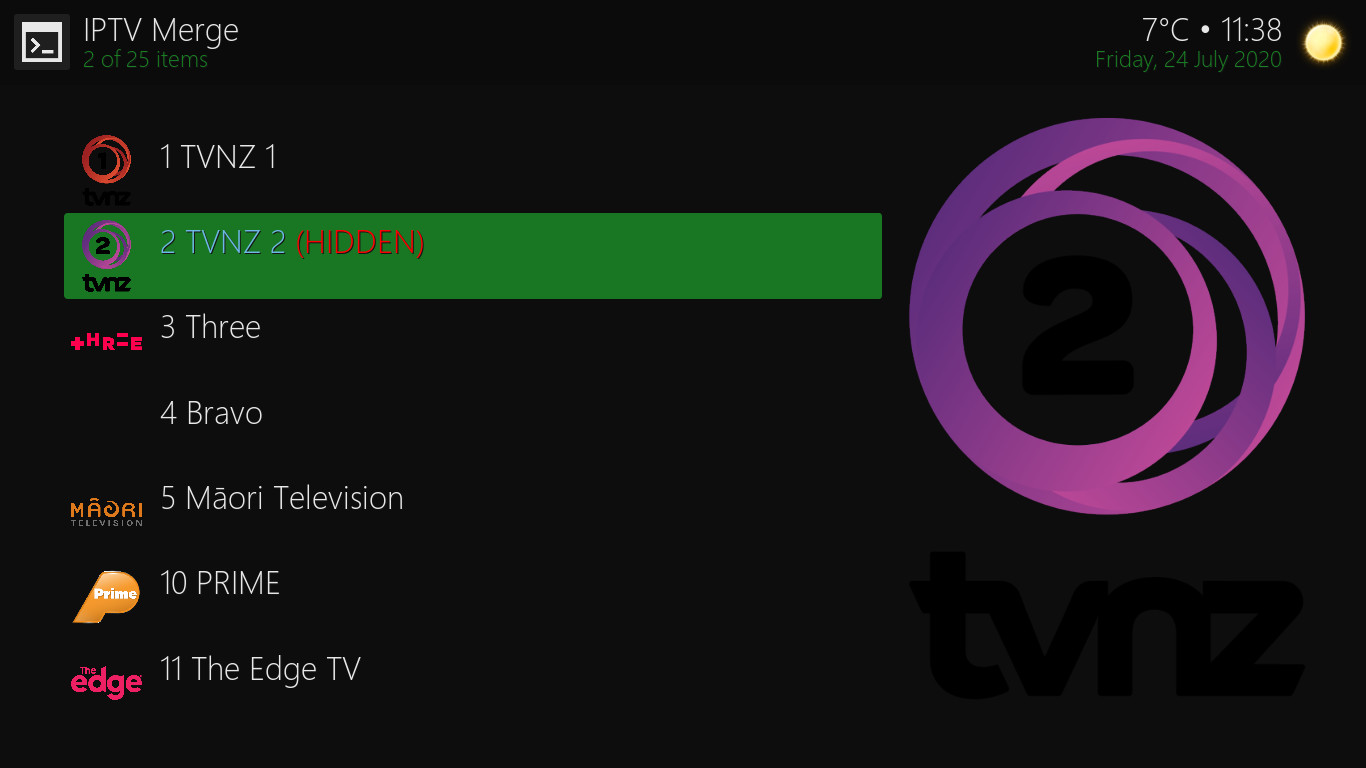 IPTV Merge
2 of 25 items
7°C • 11:38
Friday, 24 July 2020
1
tvnz
1 TVNZ 1
2
tvnz
2 TVNZ 2 (HIDDEN)
+HR=E
3 Three
4 Bravo
MĀORI
TELEVISION
5 Māori Television
Prime
10 PRIME
The
edge
11 The Edge TV
2
tvnz